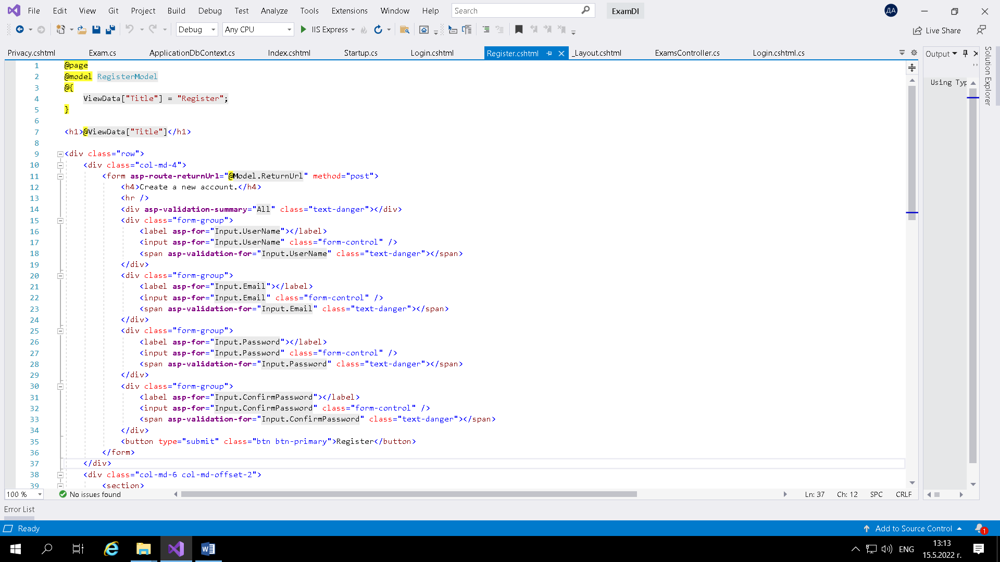 File Edit View Git Project Build Debug Test Analyze Tools Extensions Window Help Search ExamDI ДА
Debug Any CPU IIS Express Live Share
Privacy.cshtml Exam.cs ApplicationDbContext.cs Index.cshtml Startup.cs Login.cshtml Register.cshtml _Layout.cshtml ExamsController.cs Login.cshtml.cs Output
Solution Explorer
Using Typ
1 @page
2 @model RegisterModel
3 @{
4 ViewData["Title"] = "Register";
5 }
6
7 <h1>@ViewData["Title"]</h1>
8
9 <div class="row">
10 <div class="col-md-4">
11 <form asp-route-returnUrl="@Model.ReturnUrl" method="post">
12 <h4>Create a new account.</h4>
13 <hr />
14 <div asp-validation-summary="All" class="text-danger"></div>
15 <div class="form-group">
16 <label asp-for="Input.UserName"></label>
17 <input asp-for="Input.UserName" class="form-control" />
18 <span asp-validation-for="Input.UserName" class="text-danger"></span>
19 </div>
20 <div class="form-group">
21 <label asp-for="Input.Email"></label>
22 <input asp-for="Input.Email" class="form-control" />
23 <span asp-validation-for="Input.Email" class="text-danger"></span>
24 </div>
25 <div class="form-group">
26 <label asp-for="Input.Password"></label>
27 <input asp-for="Input.Password" class="form-control" />
28 <span asp-validation-for="Input.Password" class="text-danger"></span>
29 </div>
30 <div class="form-group">
31 <label asp-for="Input.ConfirmPassword"></label>
32 <input asp-for="Input.ConfirmPassword" class="form-control" />
33 <span asp-validation-for="Input.ConfirmPassword" class="text-danger"></span>
34 </div>
35 <button type="submit" class="btn btn-primary">Register</button>
36 </form>
37 </div>
38 <div class="col-md-6 col-md-offset-2">
39 <section>
100 % No issues found Ln: 37 Ch: 12 SPC CRLF
Error List
Ready Add to Source Control 1
ENG 13:13
15.5.2022 г.